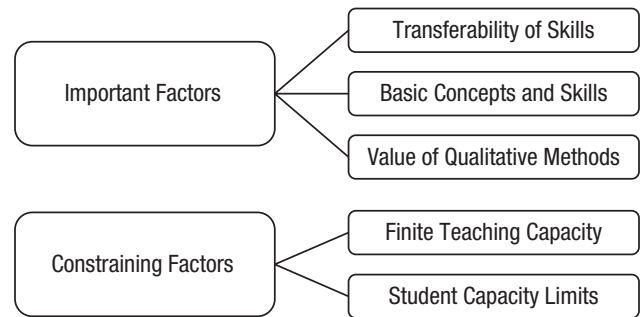 Important Factors
Transferability of Skills
Basic Concepts and Skills
Value of Qualitative Methods
Constraining Factors
Finite Teaching Capacity
Student Capacity Limits